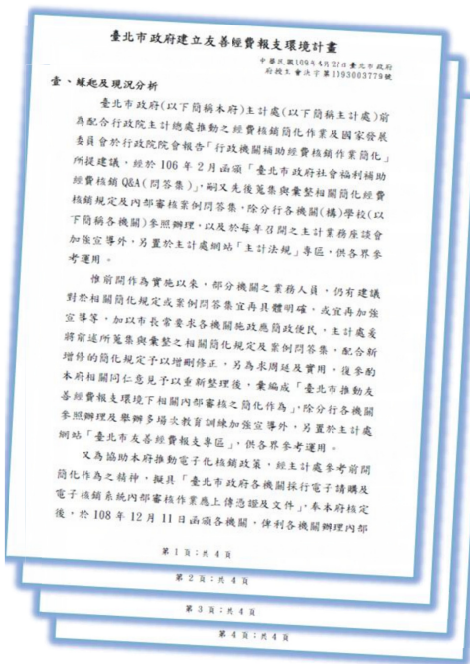 臺北市政府建立友善經費報支環境計畫
中華民國109年4月21日臺北市政府
府授主會決字第1093003779號
壹、緣起及現況分析
臺北市政府(以下簡稱本府)主計處(以下簡稱主計處)前
為配合行政院主計總處推動之經費核銷簡化作業及國家發展
委員會於行政院院會報告「行政機關補助經費核銷作業簡化」
所提建議，經於 106 年 2 月函頒「臺北市政府社會福利補助
經費核銷 Q&A(問答集)」，嗣又先後蒐集與彙整相關簡化經費
核銷規定及內部審核案例問答集，除分行各機關(構)學校(以
下簡稱各機關)參照辦理，以及於每年召開之主計業務座談會
加強宣導外，另置於主計處網站「主計法規」專區，供各界參
考運用。
惟前開作為實施以來，部分機關之業務人員，仍有建議
對於相關簡化規定或案例問答集宜再具體明確，或宜再加強
宣導等，加以市長常要求各機關施政應簡政便民，主計處爰
將前述所蒐集與彙整之相關簡化規定及案例問答集，配合新
增修的簡化規定予以增刪修正，另為求周延及實用，復參酌
本府相關同仁意見予以重新整理後，彙編成「臺北市推動友
善經費報支環境下相關內部審核之簡化作為」，除分行各機關
參照辦理及舉辦多場次教育訓練加強宣導外，另置於主計處
網站「臺北市友善經費報支專區」，供各界參考運用。
又為協助本府推動電子化核銷政策，經主計處參考前開
簡化作為之精神，擬具「臺北市政府各機關採行電子請購及
電子核銷系統內部審核作業應上傳憑證及文件」，奉本府核定
後，於 108 年 12 月 11 日函頒各機關，俾利各機關辦理內部
第 1 頁；共 4 頁
第 2 頁；共 4 頁
第 3 頁；共 4 頁
第 4 頁；共 4 頁